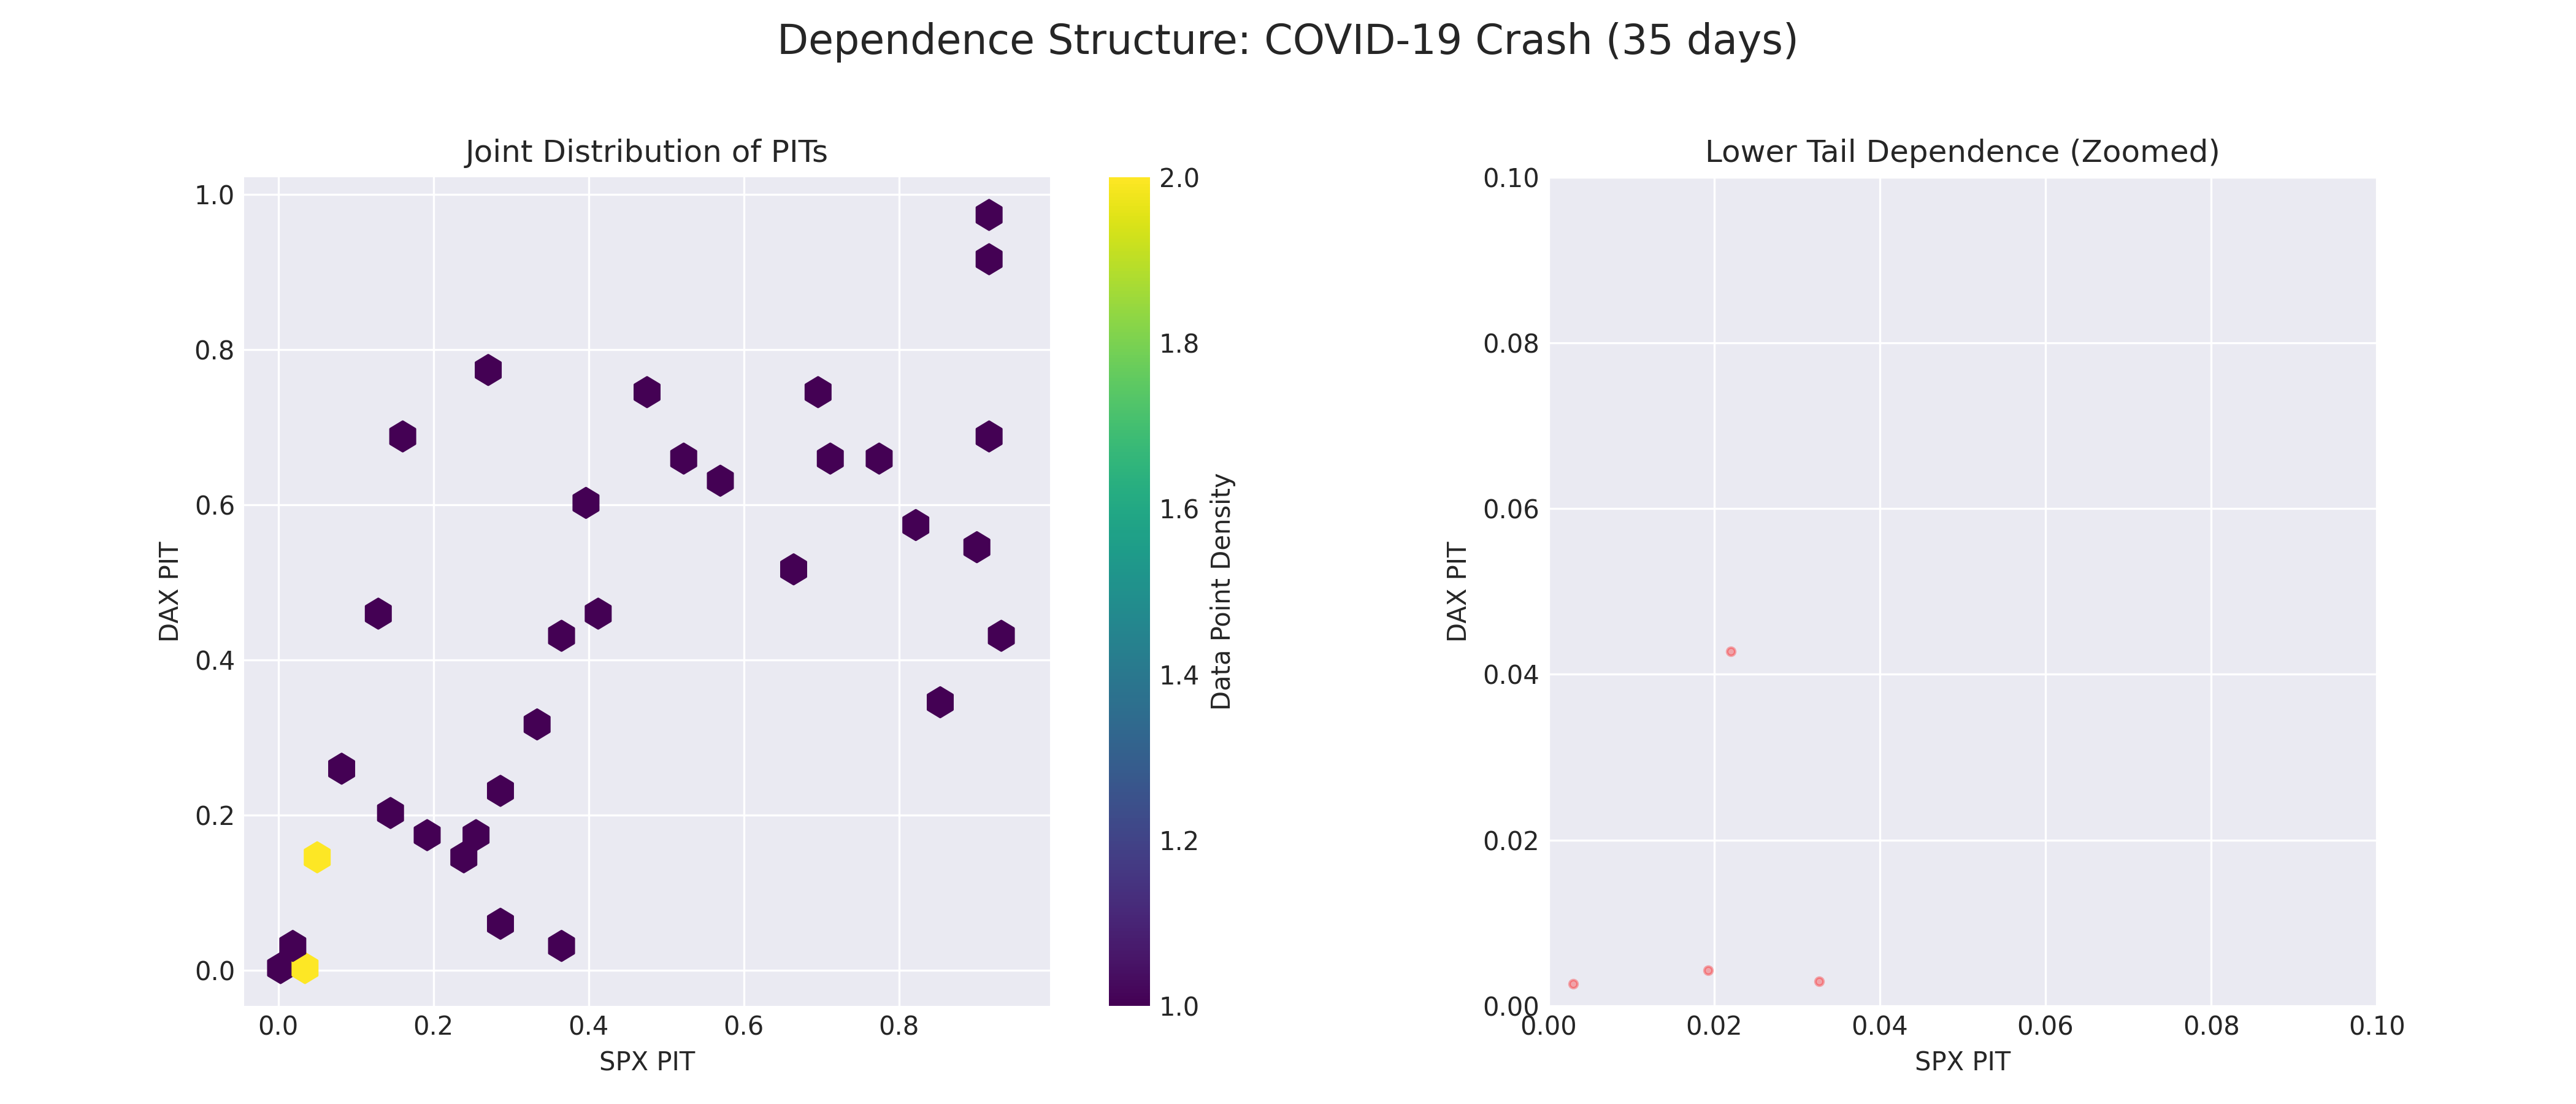 Dependence Structure: COVID-19 Crash (35 days)
Joint Distribution of PITs
1.0
0.8
0.6
0.4
0.2
0.0
DAX PIT
0.0 0.2 0.4 0.6 0.8
SPX PIT
2.0
1.8
1.6
1.4
1.2
1.0
Data Point Density
Lower Tail Dependence (Zoomed)
0.10
0.08
0.06
0.04
0.02
0.00
DAX PIT
0.00 0.02 0.04 0.06 0.08 0.10
SPX PIT